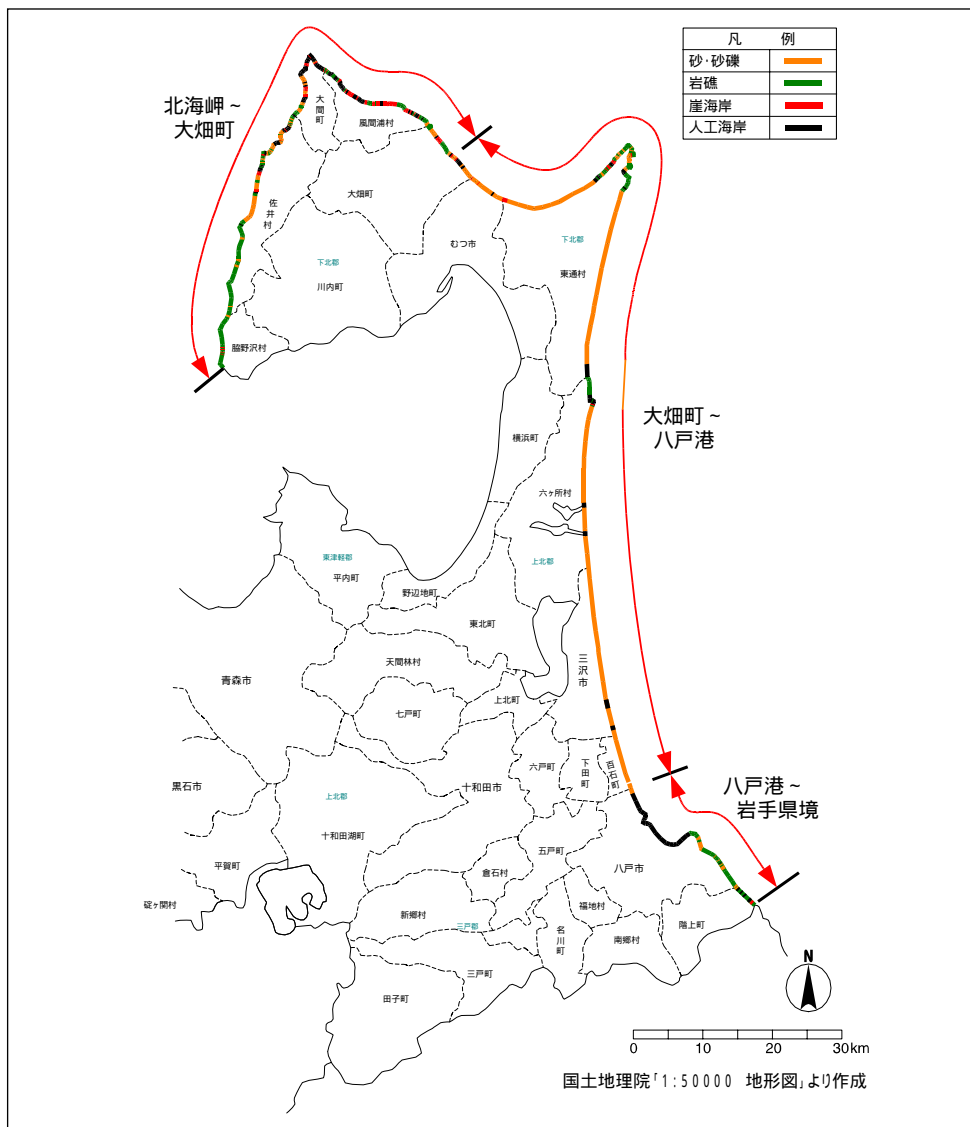 凡 例
砂・砂礫
岩礁
崖海岸
人工海岸
北海岬~
大畑町
大間町
風間浦村
大畑町
佐井村
むつ市
下北郡
川内町
下北郡
東通村
脇野沢村
大畑町~
八戸港
横浜町
六ヶ所村
東津軽郡
平内町
上北郡
野辺地町
東北町
三沢市
天間林村
青森市
上北町
七戸町
六戸町
下田町
百石町
黒石市
十和田市
八戸港~
岩手県境
上北郡
十和田湖町
五戸町
平賀町
倉石村
八戸市
碇ヶ関村
新郷村
三戸郡
福地村
名川町
南郷村
階上町
三戸町
田子町
N
0 10 20 30km
国土地理院「1:50000 地形図」より作成